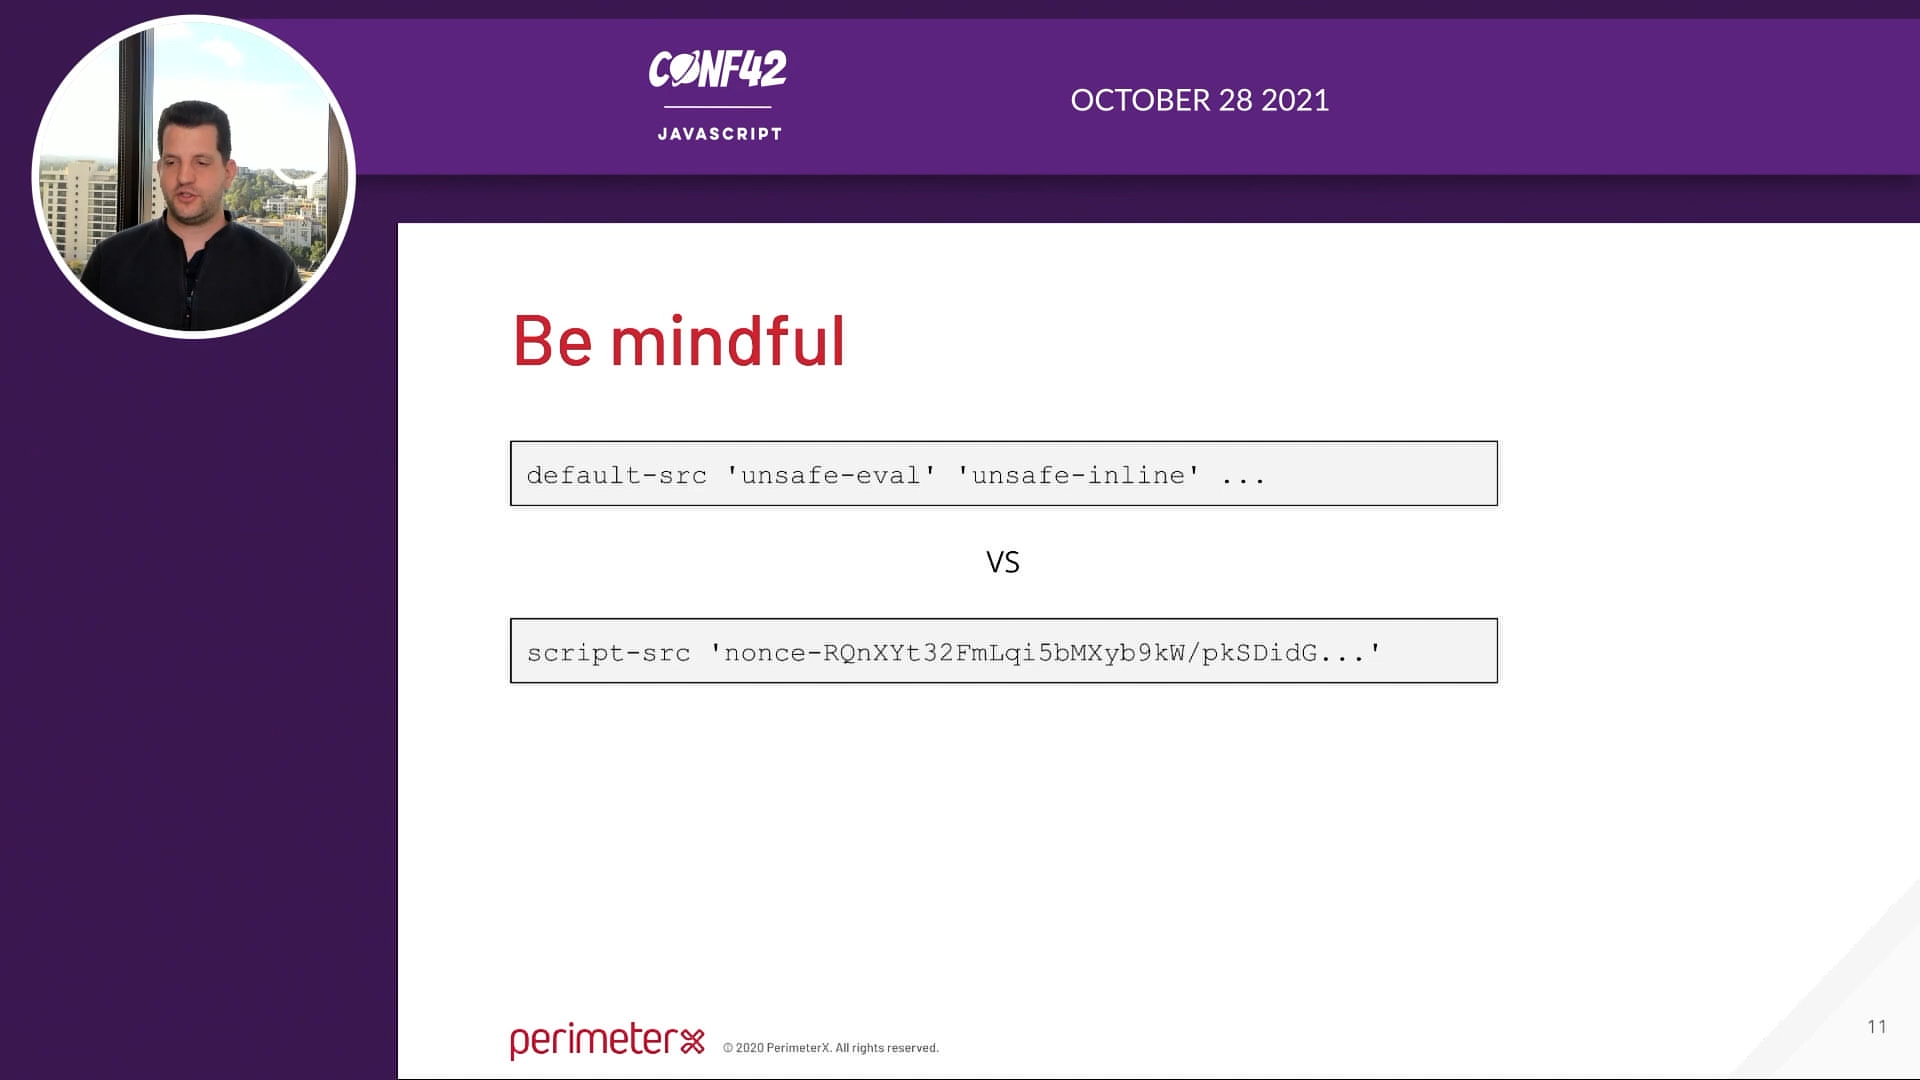 CONF42
JAVASCRIPT
OCTOBER 28 2021
Be mindful
default-src 'unsafe-eval' 'unsafe-inline' ...
VS
script-src 'nonce-RQnXYt32FmLqi5bMXyb9kW/pkSDidG...'
perimeterx
© 2020 PerimeterX. All rights reserved.
11